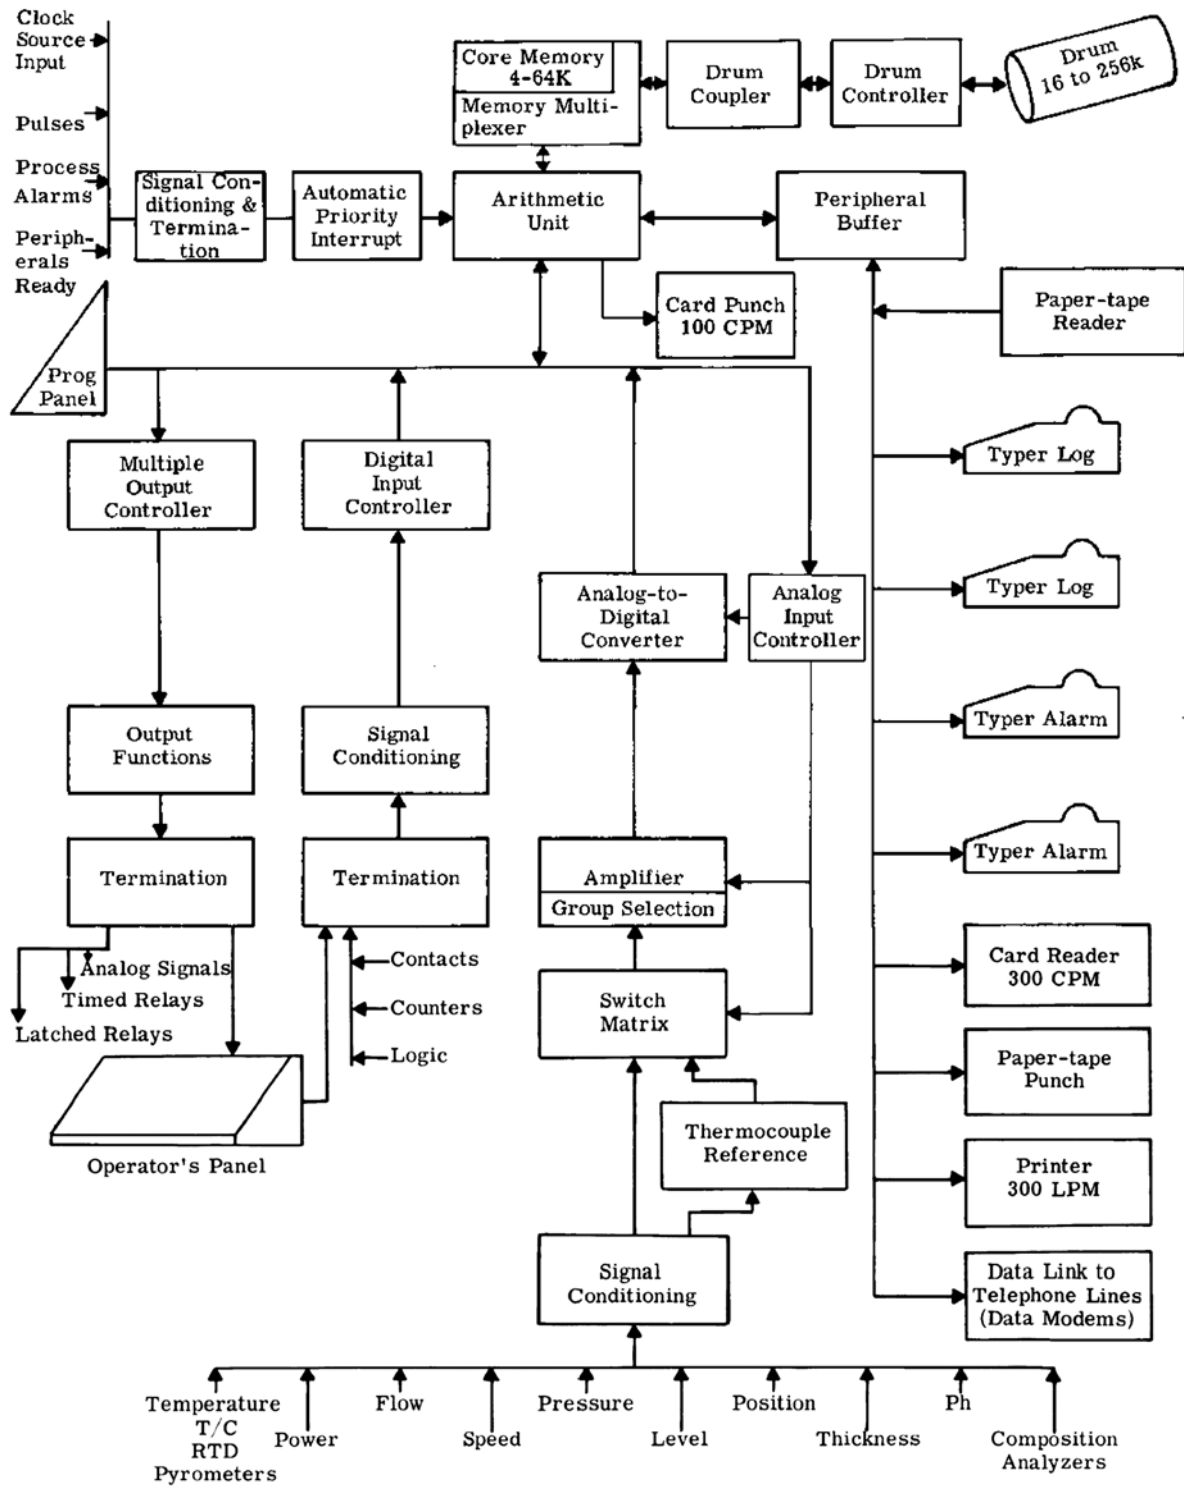 Clock
Source
Input
Pulses
Process
Alarms
Periph-
erals
Ready
Signal Con-
ditioning &
Termina-
tion
Automatic
Priority
Interrupt
Core Memory
4-64K
Memory Multi-
plexer
Drum
Coupler
Drum
Controller
Drum
16 to 256k
Arithmetic
Unit
Peripheral
Buffer
Card Punch
100 CPM
Paper-tape
Reader
Prog
Panel
Multiple
Output
Controller
Digital
Input
Controller
Analog-to-
Digital
Converter
Analog
Input
Controller
Typer Log
Typer Log
Typer Alarm
Typer Alarm
Output
Functions
Signal
Conditioning
Termination
Termination
Amplifier
Group Selection
Analog Signals
Timed Relays
Latched Relays
Contacts
Counters
Logic
Switch
Matrix
Card Reader
300 CPM
Paper-tape
Punch
Operator's Panel
Thermocouple
Reference
Printer
300 LPM
Signal
Conditioning
Data Link to
Telephone Lines
(Data Modems)
Temperature
T/C
RTD
Pyrometers
Power
Flow
Speed
Pressure
Level
Position
Thickness
Ph
Composition
Analyzers